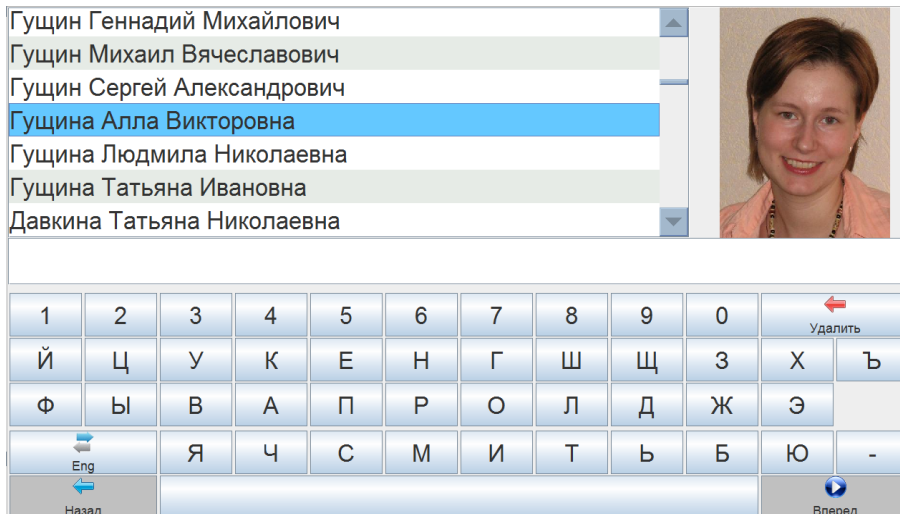 Гущин Геннадий Михайлович
Гущин Михаил Вячеславович
Гущин Сергей Александрович
Гущина Алла Викторовна
Гущина Людмила Николаевна
Гущина Татьяна Ивановна
Давкина Татьяна Николаевна
1 2 3 4 5 6 7 8 9 0 Удалить
Й Ц У К Е Н Г Ш Щ З Х Ъ
Ф Ы В А П Р О Л Д Ж Э
Eng Я Ч С М И Т Ь Б Ю -
Назад Вперед